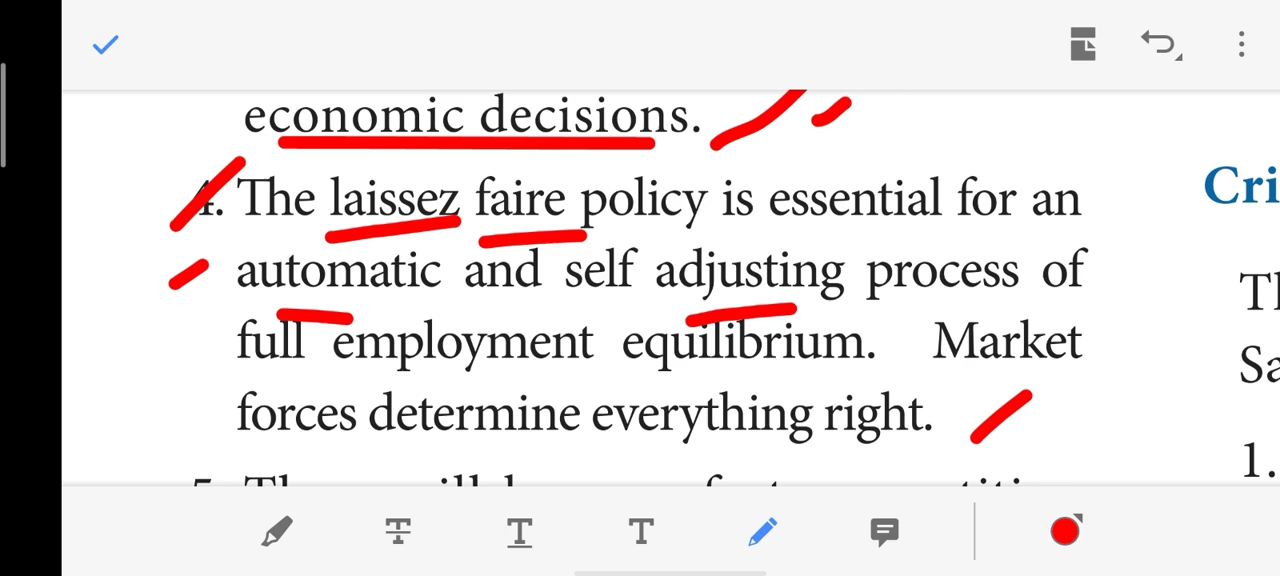 economic decisions.
Cri
4. The laissez faire policy is essential for an
automatic and self adjusting process of
Tl
full employment equilibrium. Market
Sa
forces determine everything right.
1.